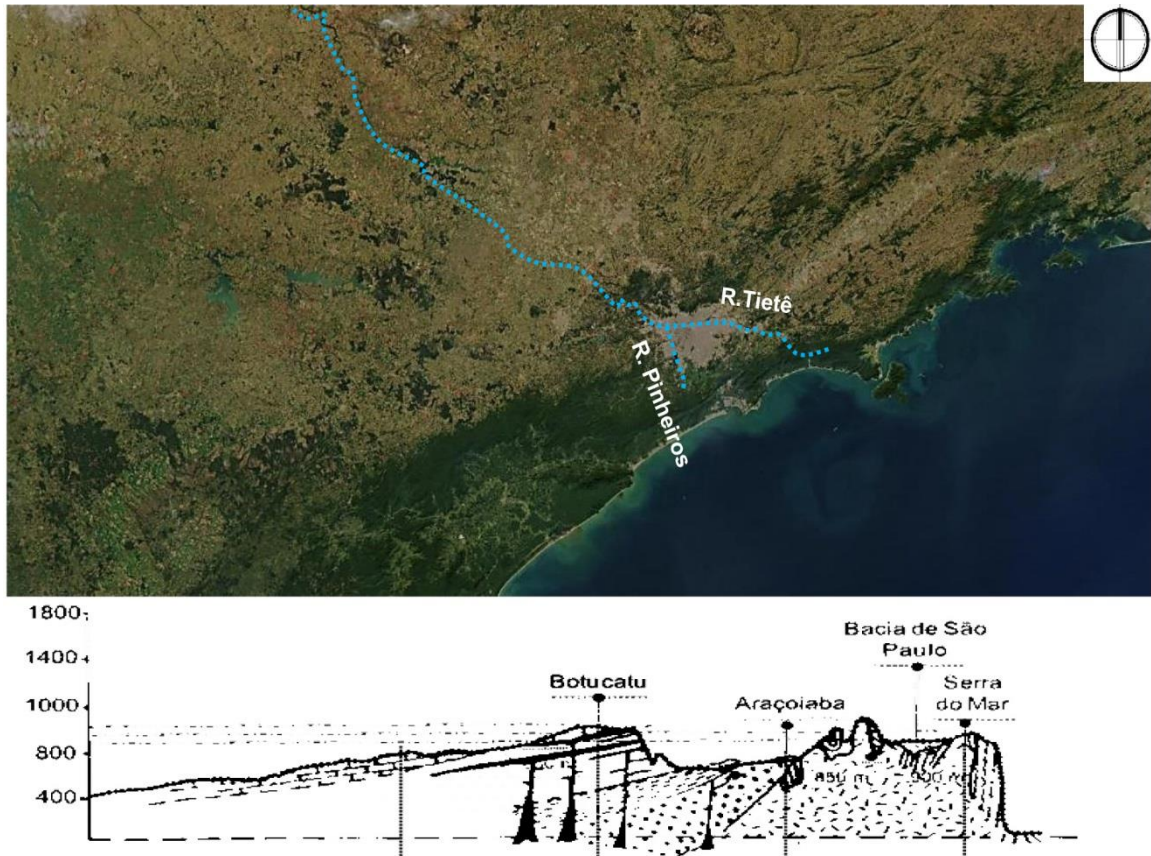 R.Tietê
R. Pinheiros
1800
1400
1000
800
400
Botucatu
Araçoiaba
Bacia de São
Paulo
Serra
do Mar